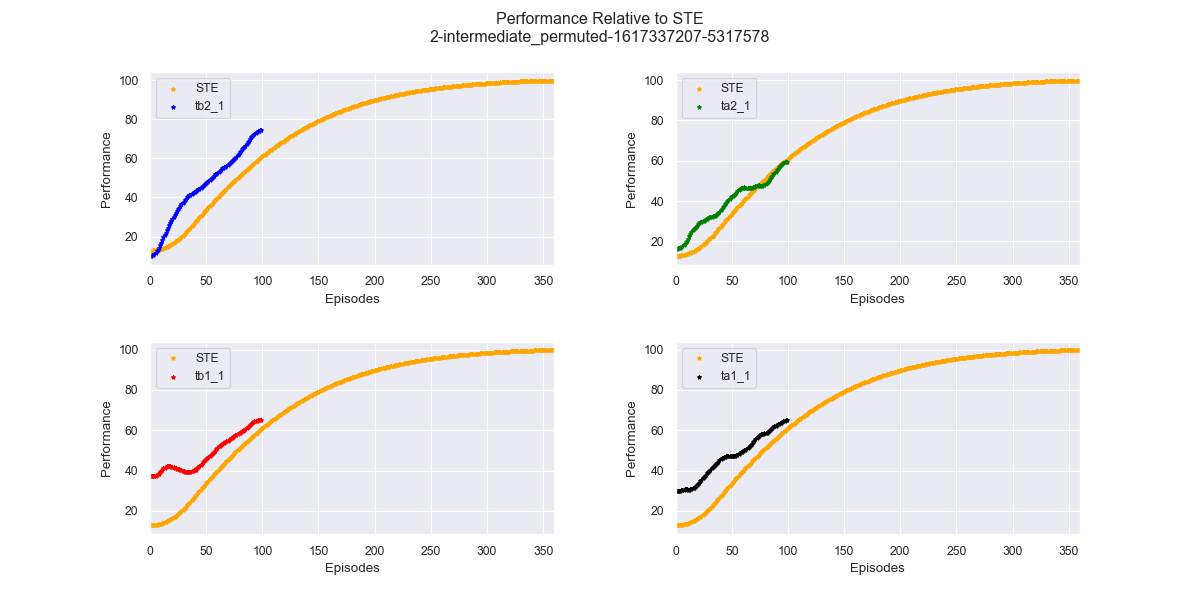 Performance Relative to STE
2-intermediate_permuted-1617337207-5317578
100
80
60
40
20
Performance
STE
tb2_1
0 50 100 150 200 250 300 350
Episodes
100
80
60
40
20
Performance
STE
ta2_1
0 50 100 150 200 250 300 350
Episodes
100
80
60
40
20
Performance
STE
tb1_1
0 50 100 150 200 250 300 350
Episodes
100
80
60
40
20
Performance
STE
ta1_1
0 50 100 150 200 250 300 350
Episodes